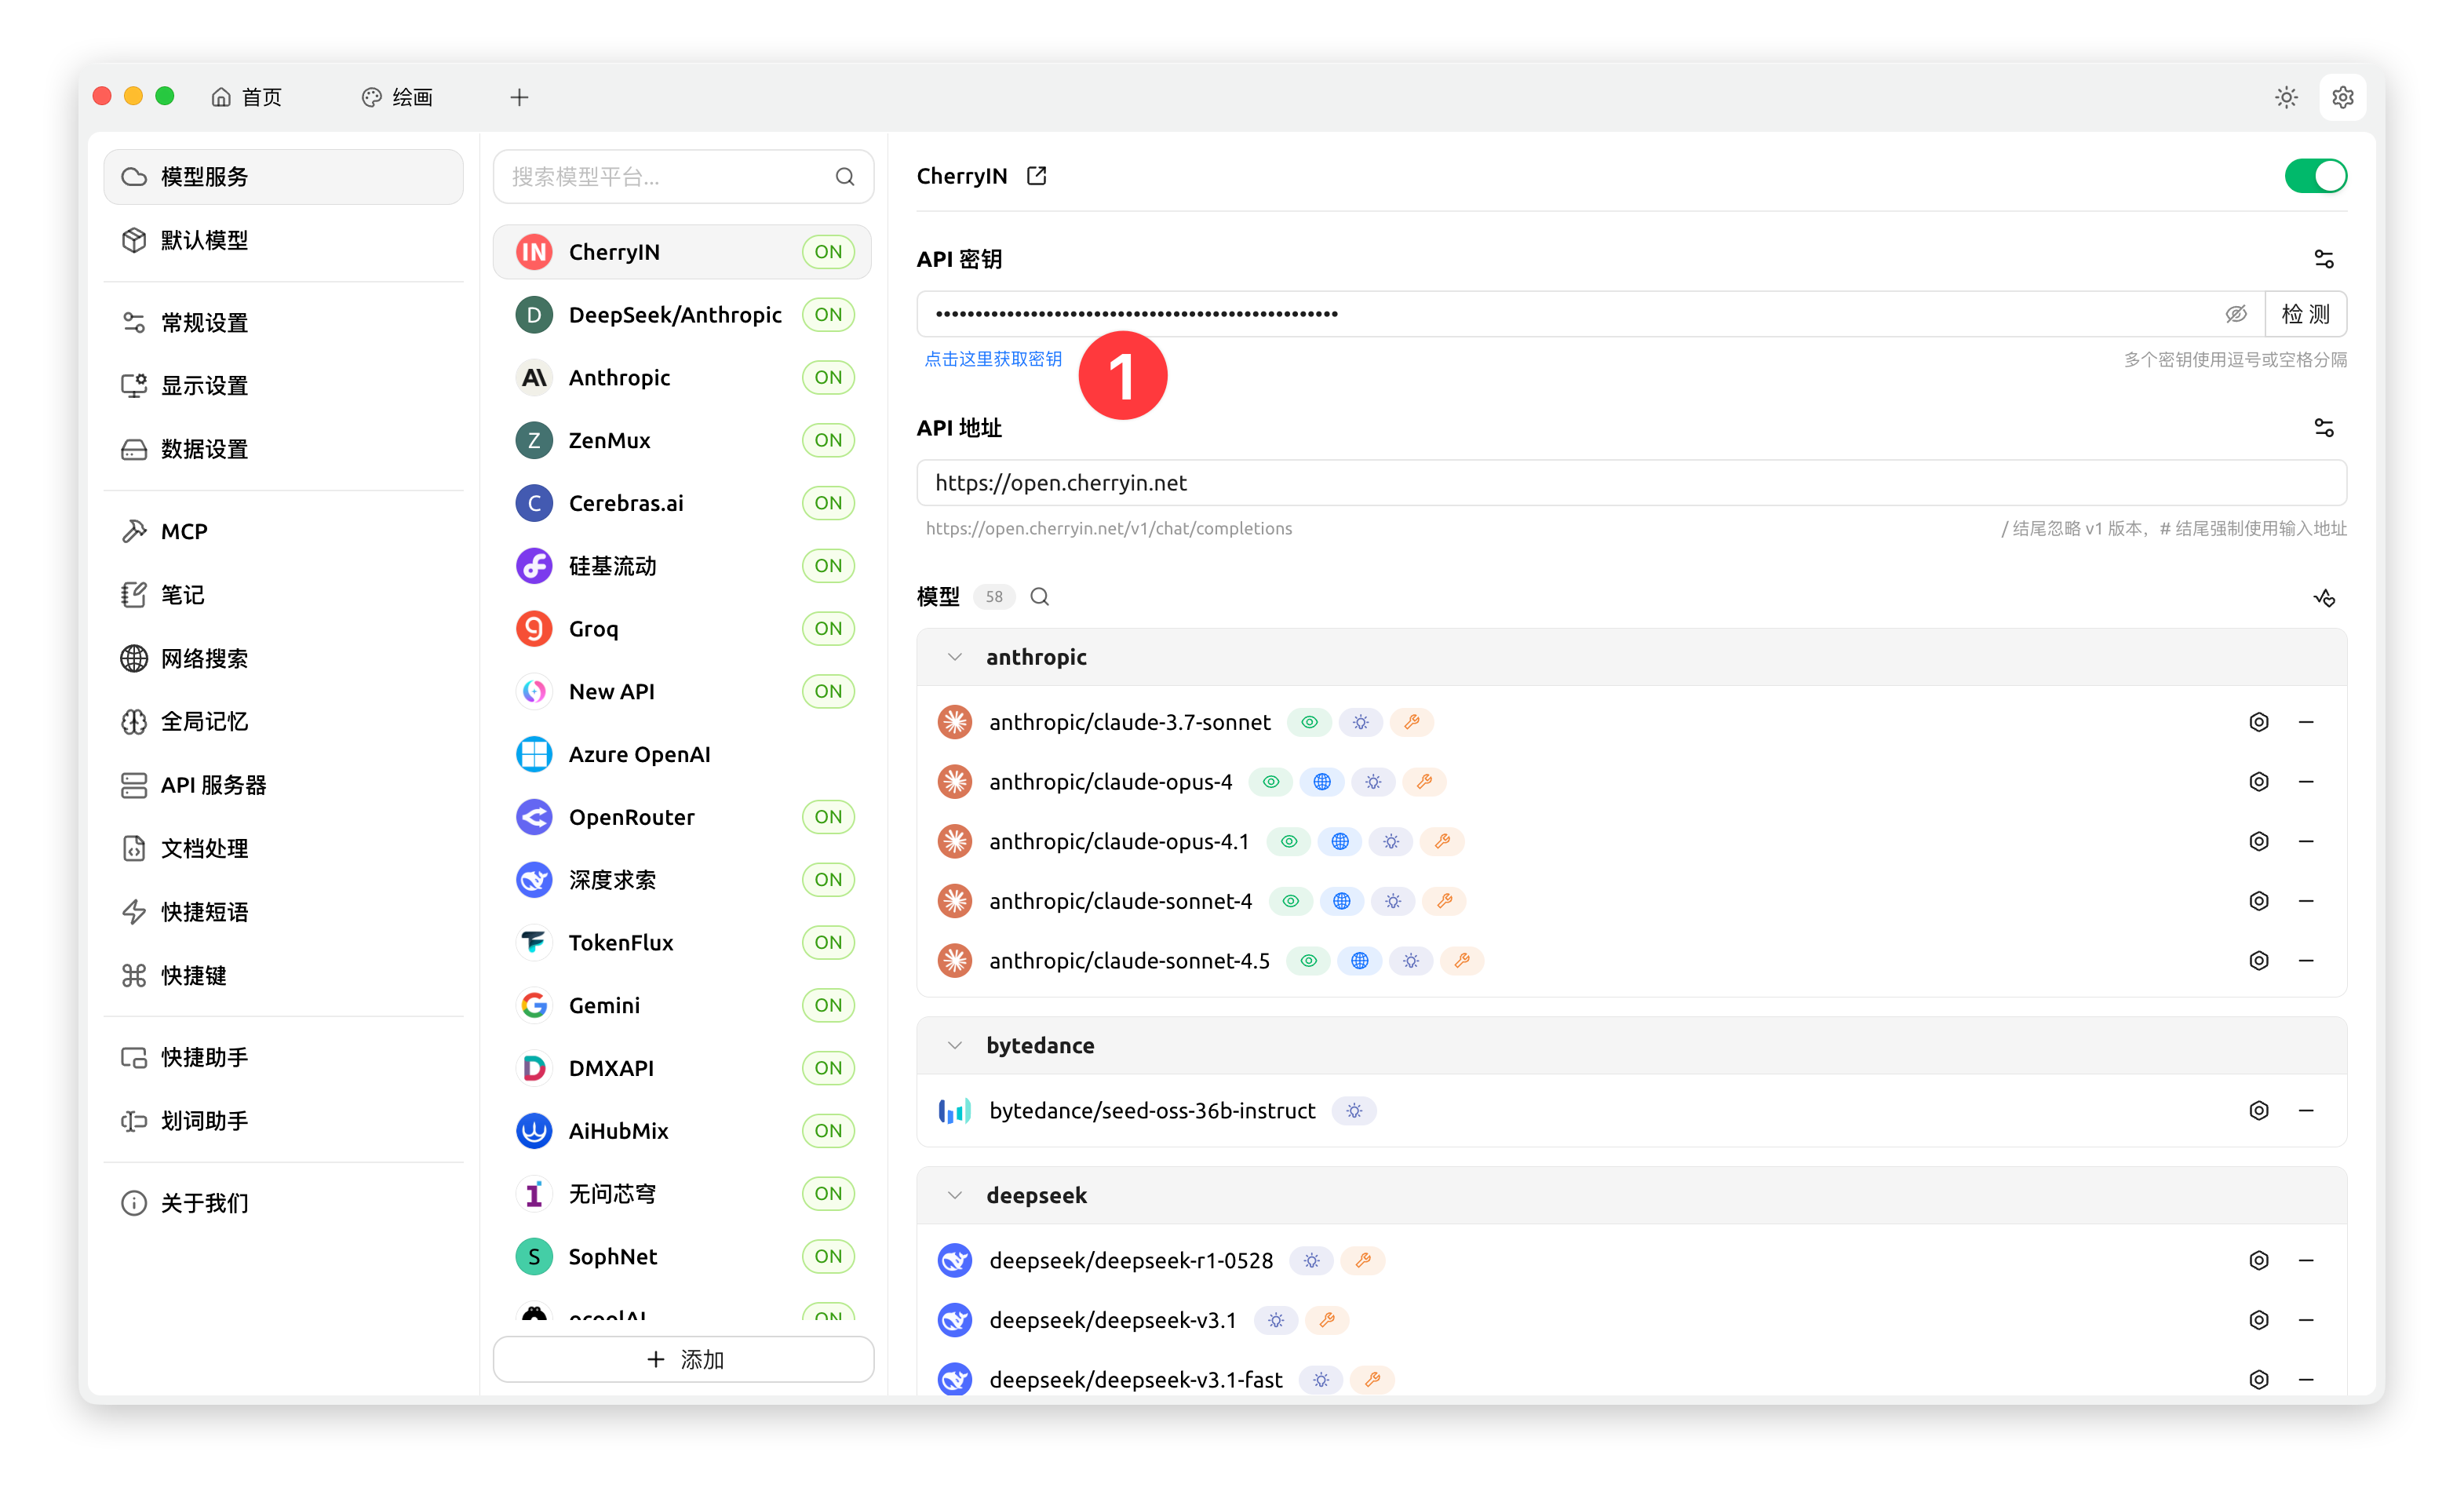 首页
绘画
模型服务
默认模型
常规设置
显示设置
数据设置
MCP
笔记
网络搜索
全局记忆
API 服务器
文档处理
快捷短语
快捷键
快捷助手
划词助手
关于我们
搜索模型平台...
IN CherryIN ON
D DeepSeek/Anthropic ON
Anthropic ON
Z ZenMux ON
C Cerebras.ai ON
硅基流动 ON
Groq ON
New API ON
Azure OpenAI
OpenRouter ON
深度求索 ON
TokenFlux ON
Gemini ON
DMXAPI ON
AiHubMix ON
无问芯穹 ON
S SophNet ON
ON
添加
CherryIN
API 密钥
检 测
点击这里获取密钥
1
多个密钥使用逗号或空格分隔
API 地址
https://open.cherryin.net
https://open.cherryin.net/v1/chat/completions
/ 结尾忽略 v1 版本，# 结尾强制使用输入地址
模型 58
anthropic
anthropic/claude-3.7-sonnet
anthropic/claude-opus-4
anthropic/claude-opus-4.1
anthropic/claude-sonnet-4
anthropic/claude-sonnet-4.5
bytedance
bytedance/seed-oss-36b-instruct
deepseek
deepseek/deepseek-r1-0528
deepseek/deepseek-v3.1
deepseek/deepseek-v3.1-fast